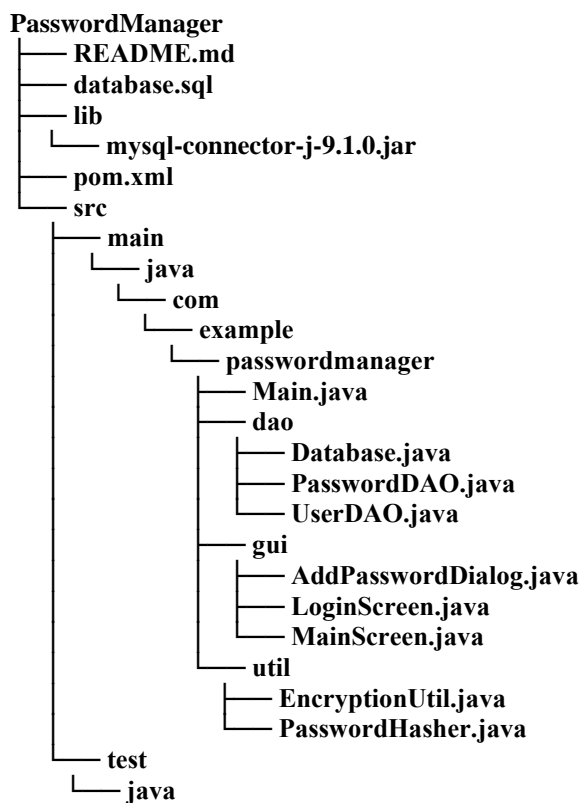 PasswordManager
README.md
database.sql
lib
mysql-connector-j-9.1.0.jar
pom.xml
src
main
java
com
example
passwordmanager
Main.java
dao
Database.java
PasswordDAO.java
UserDAO.java
gui
AddPasswordDialog.java
LoginScreen.java
MainScreen.java
util
EncryptionUtil.java
PasswordHasher.java
test
java